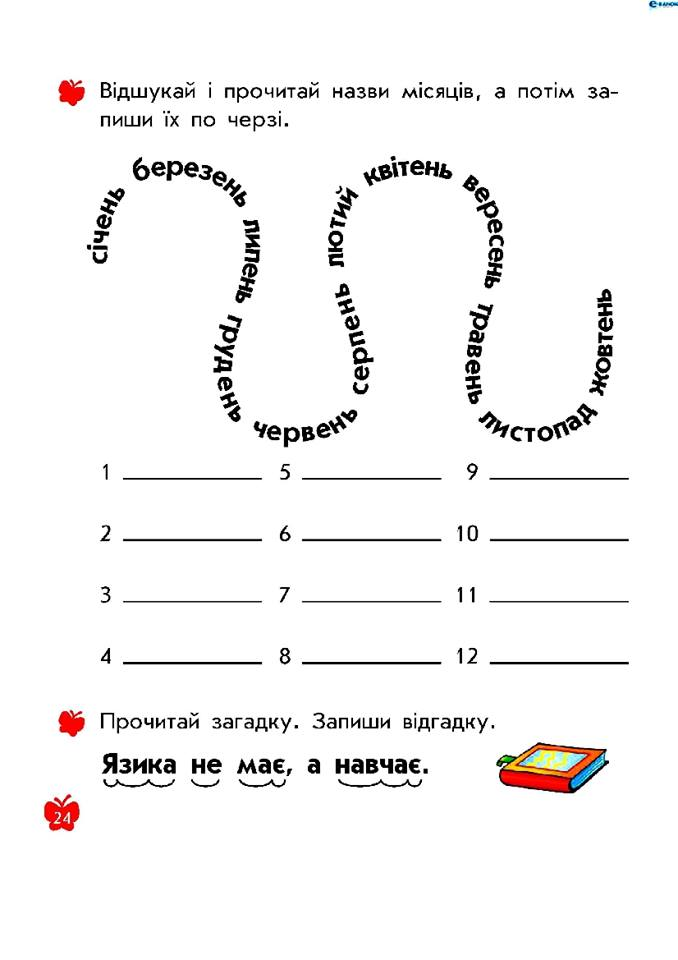 е-ранок
Відшукай і прочитай назви місяців, а потім за-
пиши їх по черзі.
січень березень липень грудень червень серпень лютий квітень вересень травень листопад жовтень
1 5 9
2 6 10
3 7 11
4 8 12
Прочитай загадку. Запиши відгадку.
Язика не має, а навчає.
24